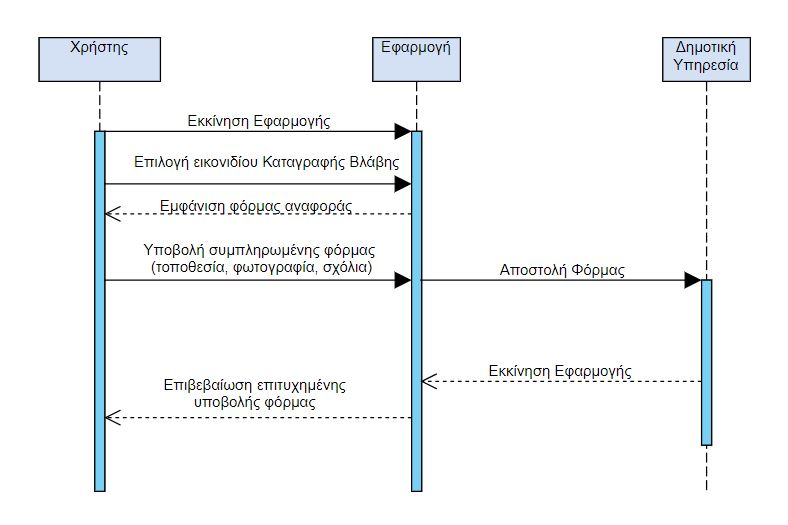 Χρήστης
Εφαρμογή
Δημοτική
Υπηρεσία
Εκκίνηση Εφαρμογής
Επιλογή εικονιδίου Καταγραφής Βλάβης
Εμφάνιση φόρμας αναφοράς
Υποβολή συμπληρωμένης φόρμας
(τοποθεσία, φωτογραφία, σχόλια)
Αποστολή Φόρμας
Εκκίνηση Εφαρμογής
Επιβεβαίωση επιτυχημένης
υποβολής φόρμας